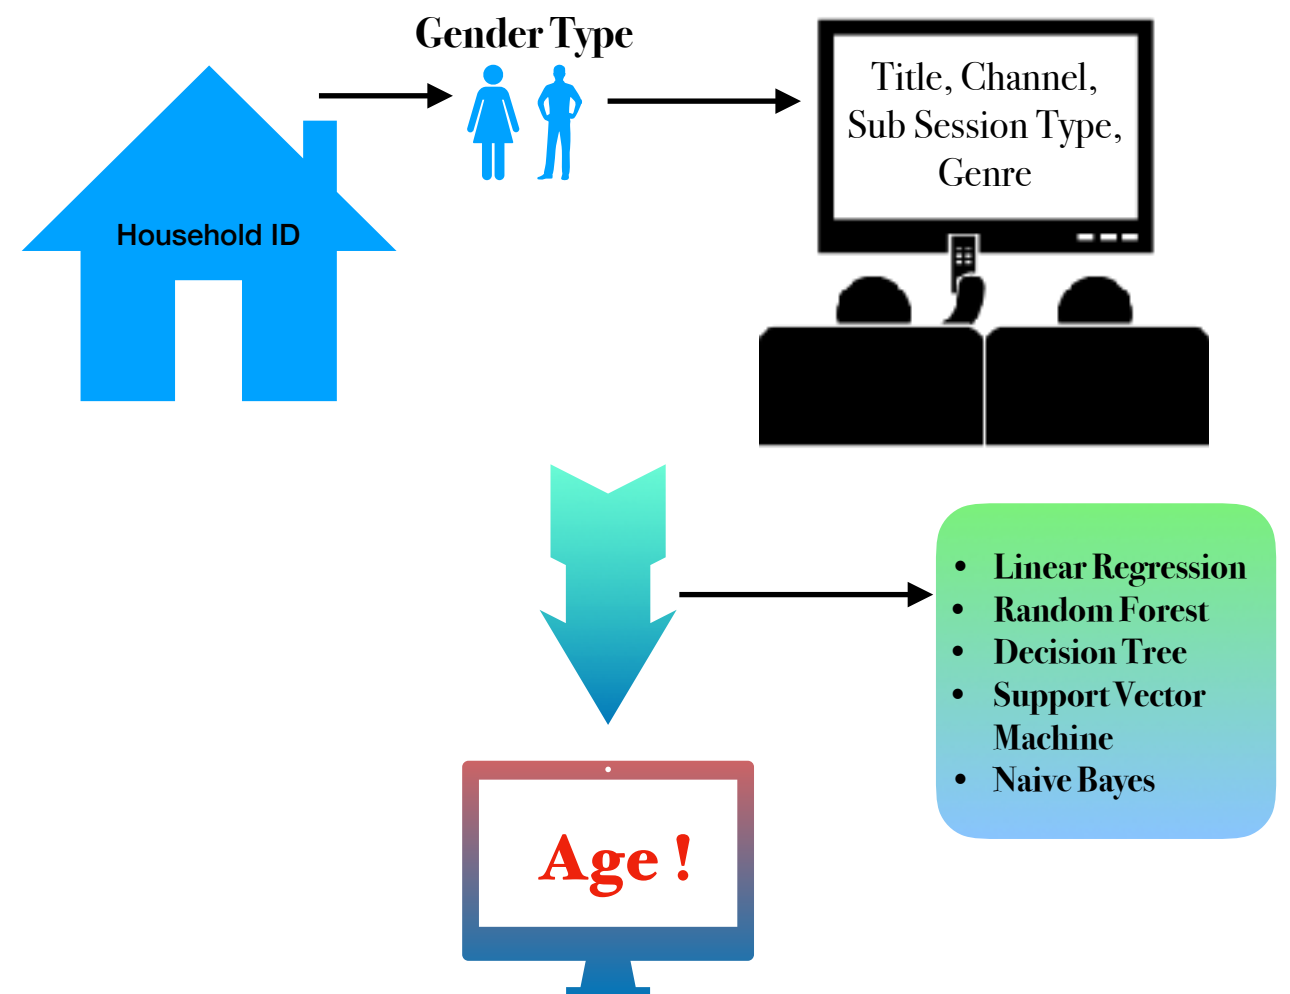 Gender Type
Title, Channel,
Sub Session Type,
Genre
Household ID
• Linear Regression
• Random Forest
• Decision Tree
• Support Vector
Machine
• Naive Bayes
Age !